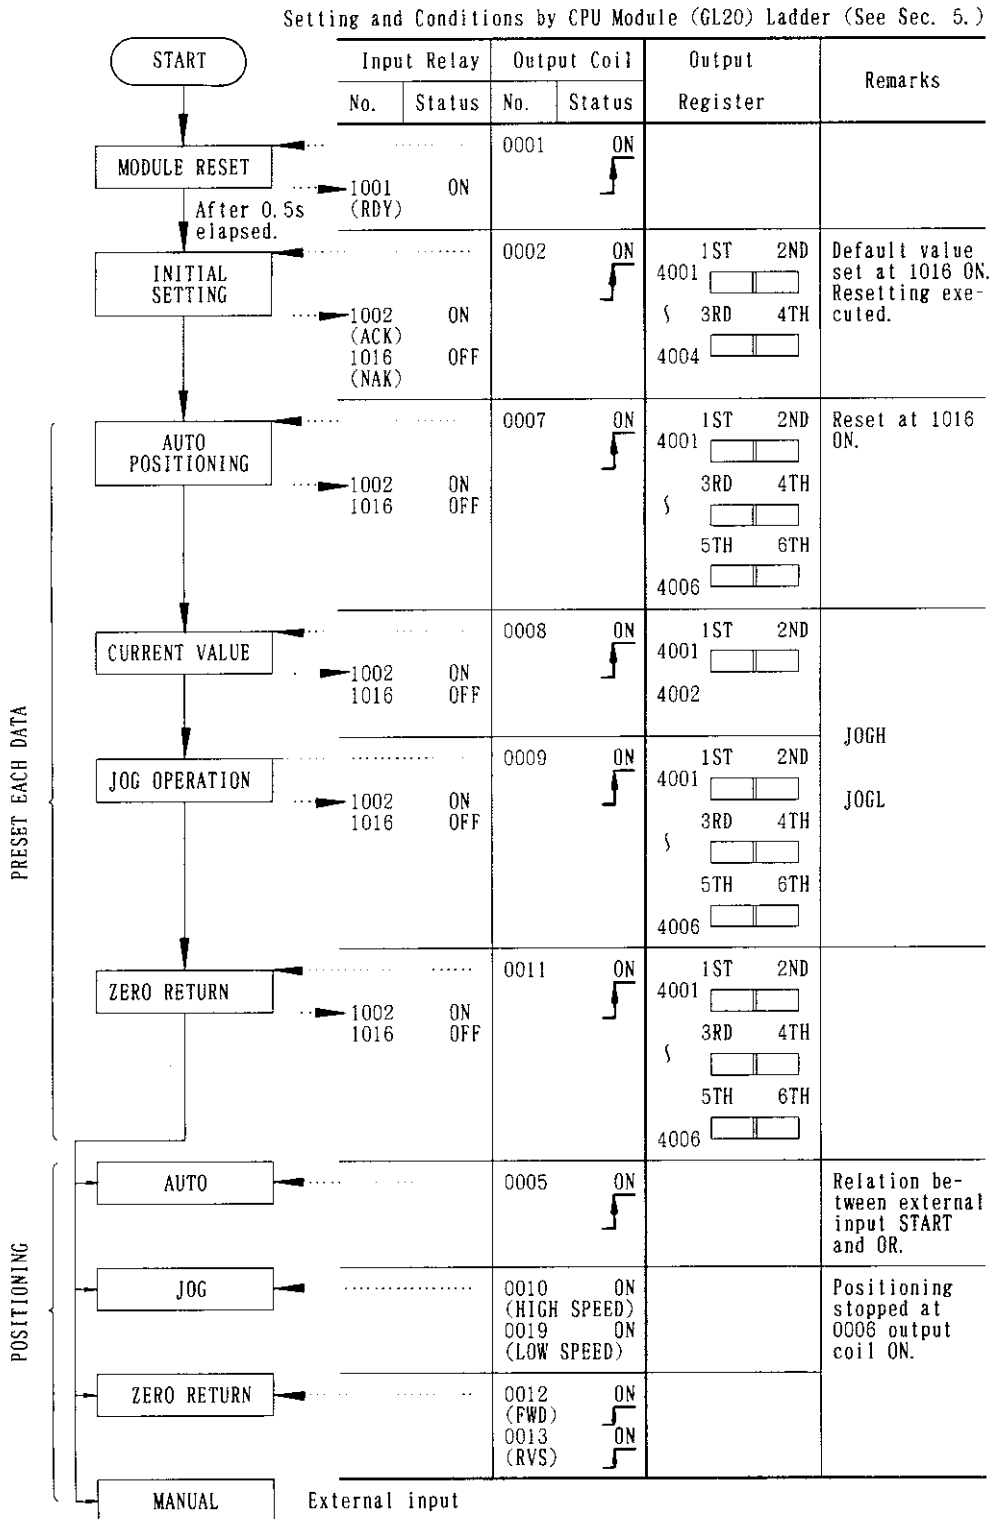 Setting and Conditions by CPU Module (GL20) Ladder (See Sec. 5.)
START
Input Relay
Output Coil
Output Register
Remarks
No. Status No. Status
MODULE RESET
0001 ON
1001 ON
(RDY)
After 0.5s
elapsed.
INITIAL
SETTING
0002 ON
1ST 2ND
4001
3RD 4TH
4004
Default value
set at 1016 ON.
Resetting exe-
cuted.
1002 ON
(ACK)
1016 OFF
(NAK)
PRESET EACH DATA
AUTO
POSITIONING
0007 ON
1ST 2ND
4001
3RD 4TH
5TH 6TH
4006
Reset at 1016
ON.
1002 ON
1016 OFF
CURRENT VALUE
0008 ON
1ST 2ND
4001
4002
1002 ON
1016 OFF
JOG OPERATION
0009 ON
1ST 2ND
4001
3RD 4TH
5TH 6TH
4006
JOGH
JOGL
1002 ON
1016 OFF
ZERO RETURN
0011 ON
1ST 2ND
4001
3RD 4TH
5TH 6TH
4006
1002 ON
1016 OFF
POSITIONING
AUTO
0005 ON
Relation be-
tween external
input START
and OR.
JOG
0010 ON
(HIGH SPEED)
0019 ON
(LOW SPEED)
Positioning
stopped at
0006 output
coil ON.
ZERO RETURN
0012 ON
(FWD)
0013 ON
(RVS)
MANUAL
External input